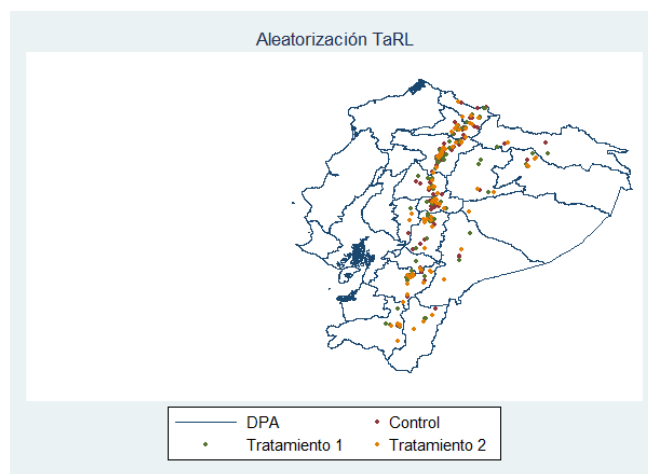 Aleatorización TaRL
DPA
Control
Tratamiento 1
Tratamiento 2